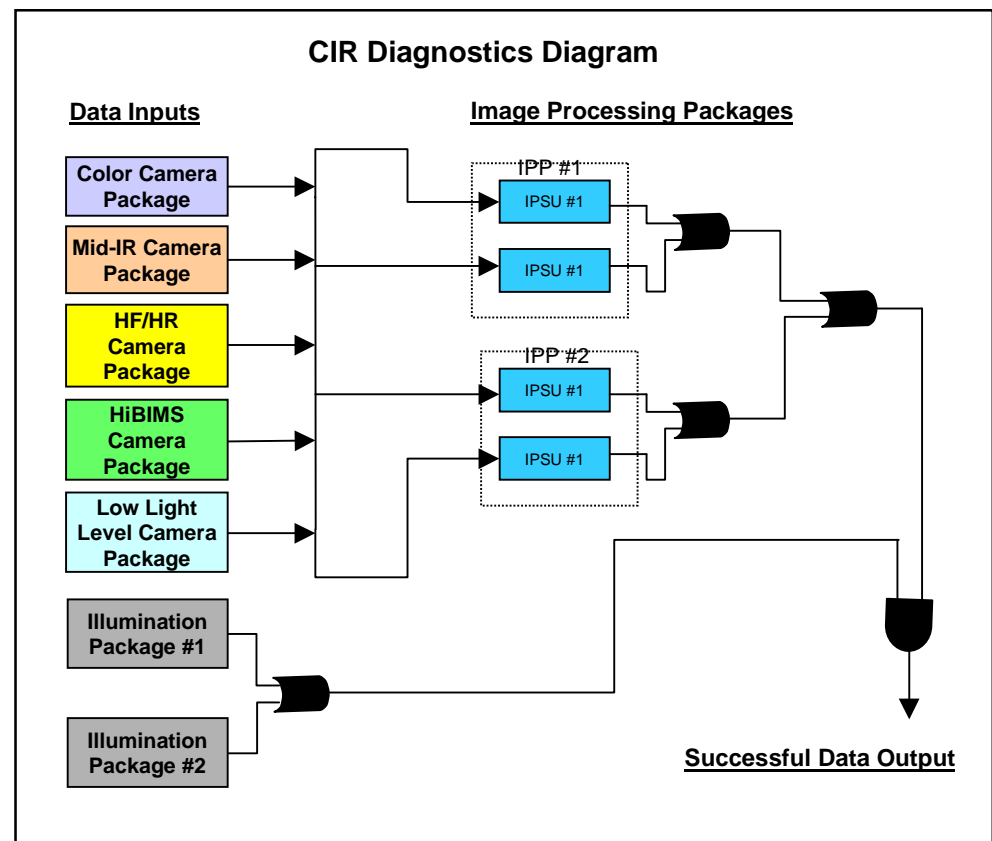 CIR Diagnostics Diagram
Data Inputs
Image Processing Packages
Color Camera
Package
Mid-IR Camera
Package
HF/HR
Camera
Package
HiBIMS
Camera
Package
Low Light
Level Camera
Package
Illumination
Package #1
Illumination
Package #2
IPP #1
IPSU #1
IPSU #1
IPP #2
IPSU #1
IPSU #1
Successful Data Output